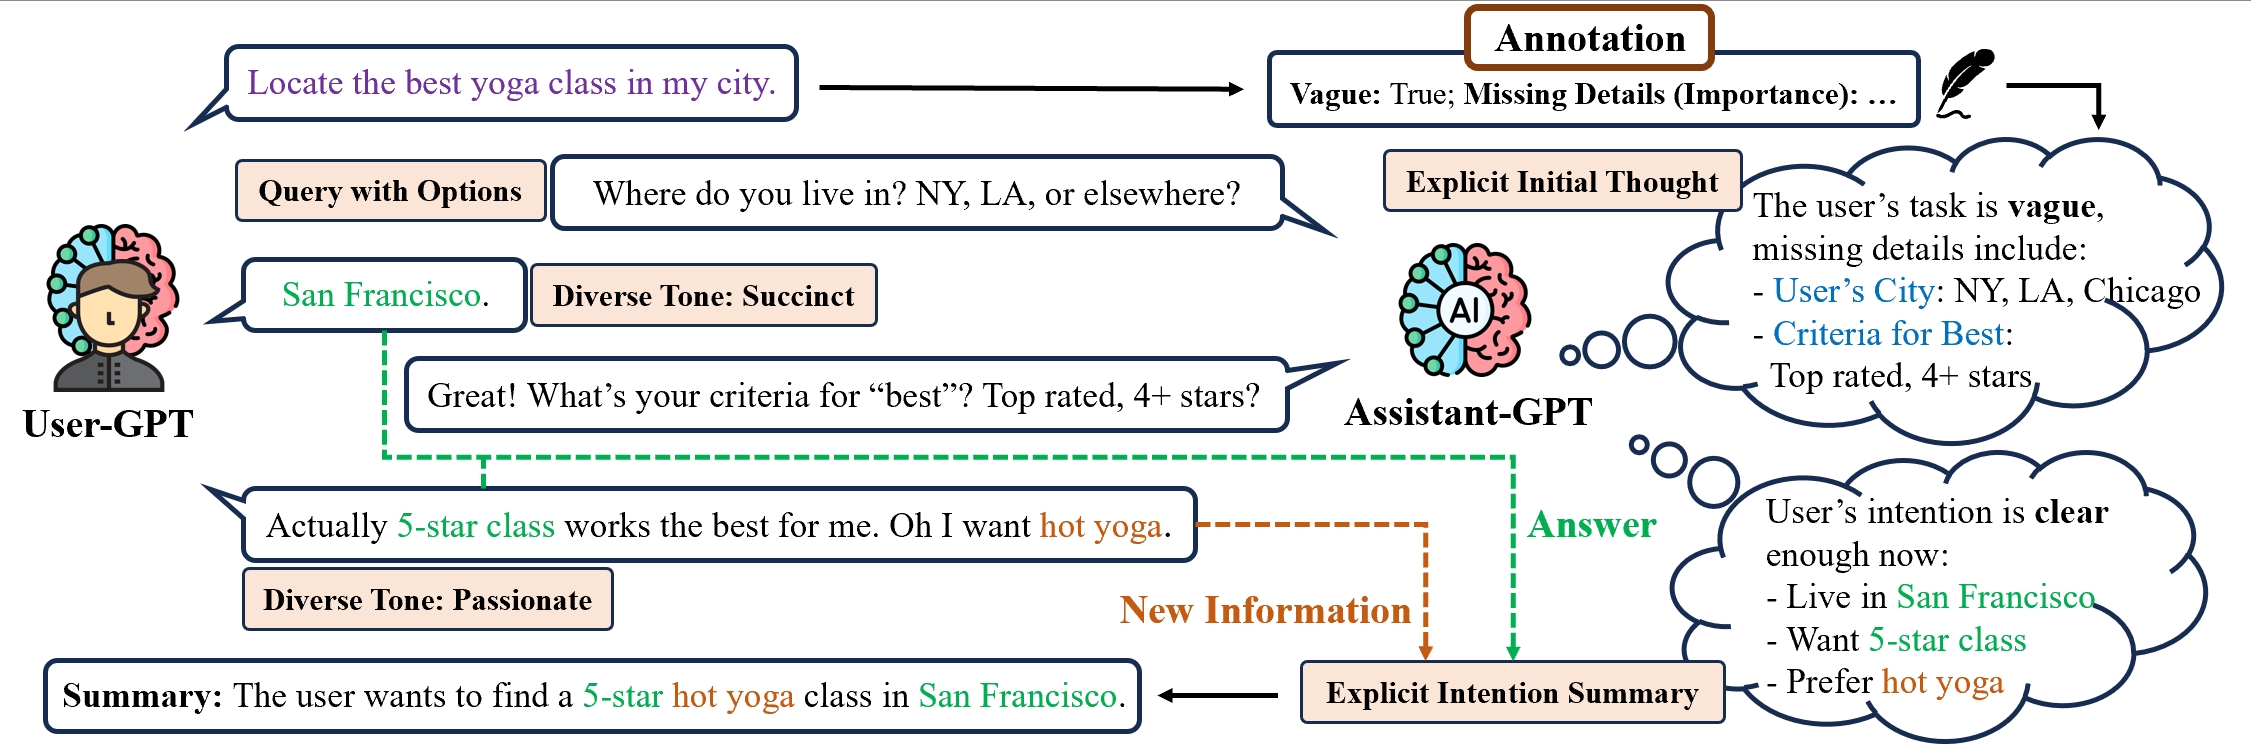 Annotation
Locate the best yoga class in my city.
Vague: True; Missing Details (Importance): …
Query with Options
Where do you live in? NY, LA, or elsewhere?
Explicit Initial Thought
The user’s task is vague,
missing details include:
- User’s City: NY, LA, Chicago
- Criteria for Best:
Top rated, 4+ stars
San Francisco.
Diverse Tone: Succinct
AI
Great! What’s your criteria for “best”? Top rated, 4+ stars?
User-GPT
Assistant-GPT
Actually 5-star class works the best for me. Oh I want hot yoga.
Answer
Diverse Tone: Passionate
New Information
User’s intention is clear
enough now:
- Live in San Francisco
- Want 5-star class
- Prefer hot yoga
Explicit Intention Summary
Summary: The user wants to find a 5-star hot yoga class in San Francisco.